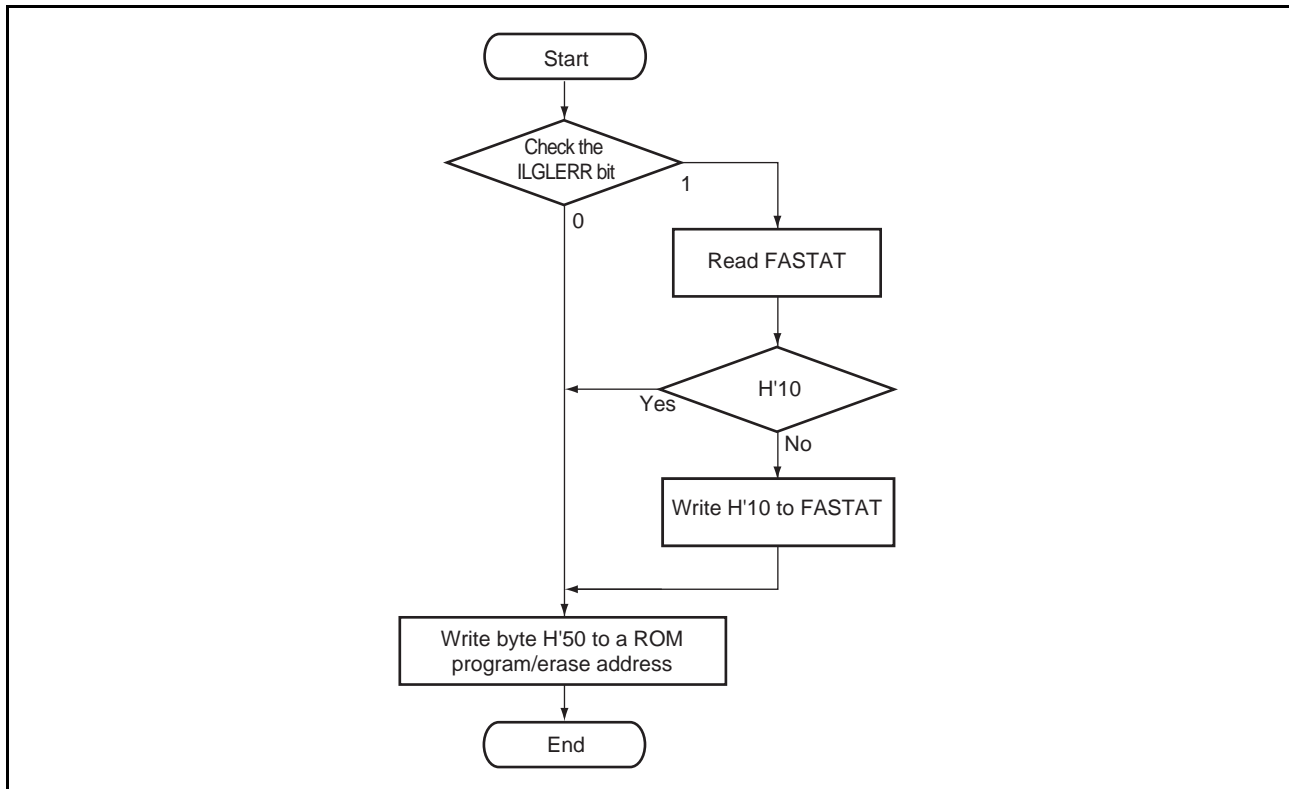 Start
Check the
ILGLERR bit
1
0
Read FASTAT
H'10
Yes
No
Write H'10 to FASTAT
Write byte H'50 to a ROM
program/erase address
End